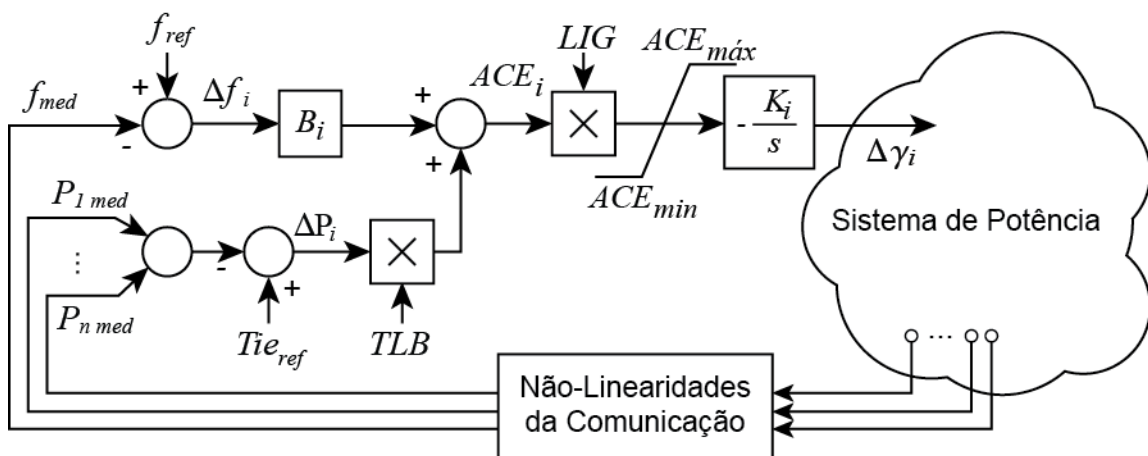 f_ref
f_med
+
-
Δf_i
B_i
+
+
ACE_i
LIG
×
ACE_máx
ACE_min
- K_i / s
Δγ_i
Sistema de Potência
P_1 med
⋮
P_n med
-
+
ΔP_i
×
Tie_ref
TLB
...
Não-Linearidades
da Comunicação